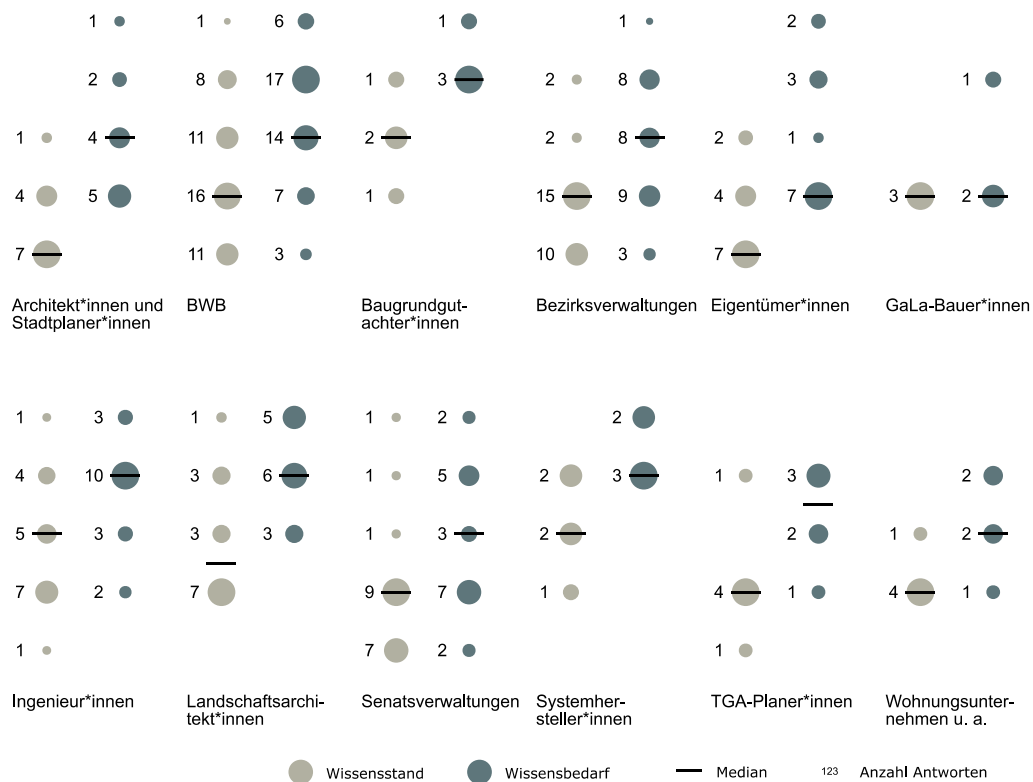 1 1 6 1 1 2
2 8 17 1 3 2 8 3 1
1 4 11 14 2 2 8 2 1
4 5 16 7 1 15 9 4 7 3 2
7 11 3 10 3 7
Architekt*innen und BWB Baugrundgut- Bezirksverwaltungen Eigentümer*innen GaLa-Bauer*innen
Stadtplaner*innen achter*innen
1 3 1 5 1 2 2
4 10 3 6 1 5 2 3 1 3 2
5 3 3 3 1 3 2 2 1 2
7 2 7 9 7 1 4 1 4 1
1 7 2 1
Ingenieur*innen Landschaftsarchi- Senatsverwaltungen Systemher- TGA-Planer*innen Wohnungsunter-
tekt*innen steller*innen nehmen u. a.
Wissensstand Wissensbedarf Median 123 Anzahl Antworten